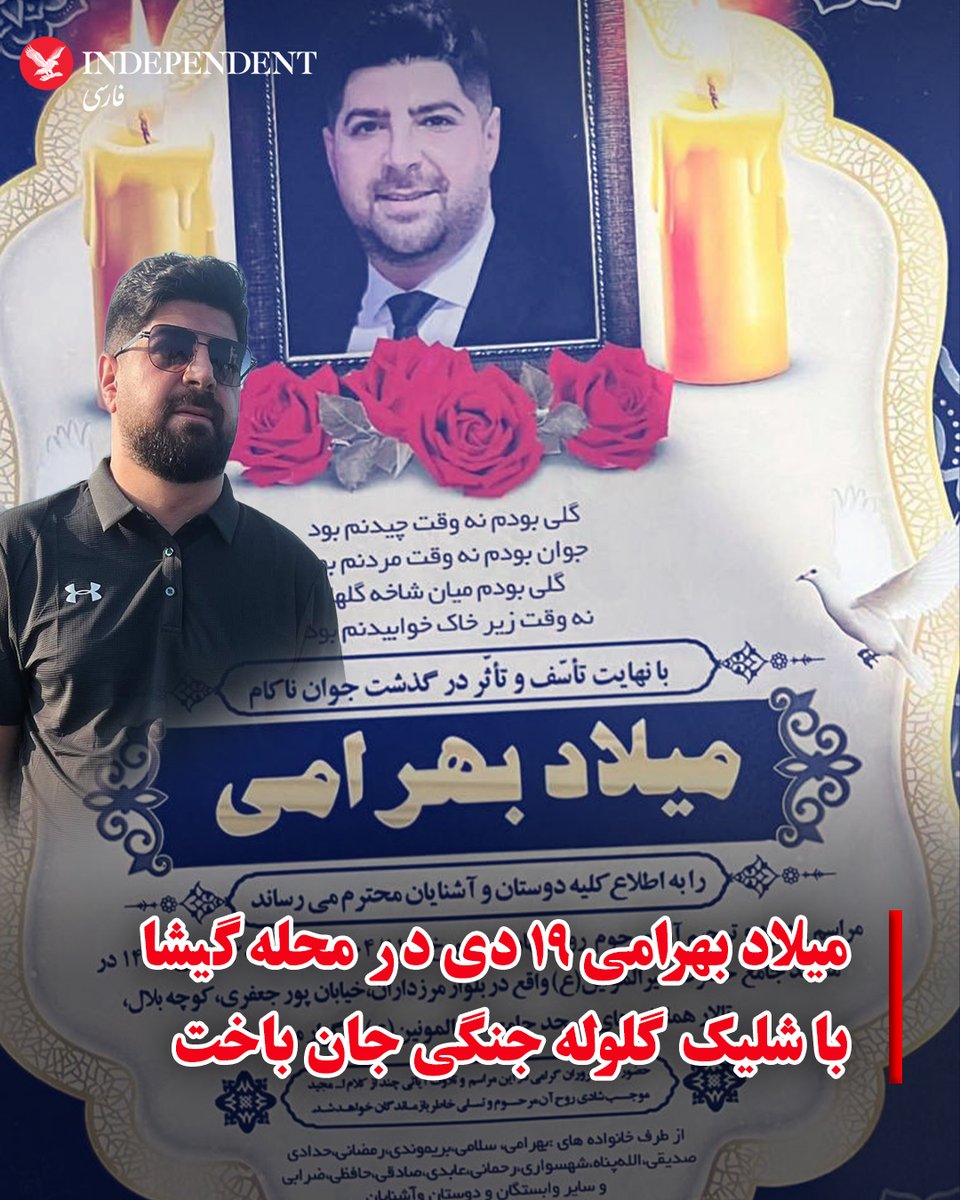 INDEPENDENT
فارسی
گلی بودم نه وقت چیدنم بود
جوان بودم نه وقت مردنم
گلی بودم میان شاخه
نه وقت زیر خاک خوابیدنم بود
با نهایت تأسّف و تأثّر در گذشت جوان ناکام
میلاد بهرامی
را به اطلاع کلیه دوستان و آشنایان محترم می رساند
میلاد بهرامی ۱۹ دی در محله گیشا
واقع در بلوار مرزداران،خیابان پور جعفری، کوچه بلال،
با شلیک گلوله جنگی جان باخت
موجب شادی روح آن مرحوم و تسلی خاطر بازماندگان خواهد شد.
از طرف خانواده های :بهرامی، سلامی،بریموندی،رمضانی،حدادی
صدیقی،الله‌پناه،شهسواری،رحمانی،عابدی،صادقی،حافظی،ضرابی
و سایر وابستگان و دوستان و آشنایان